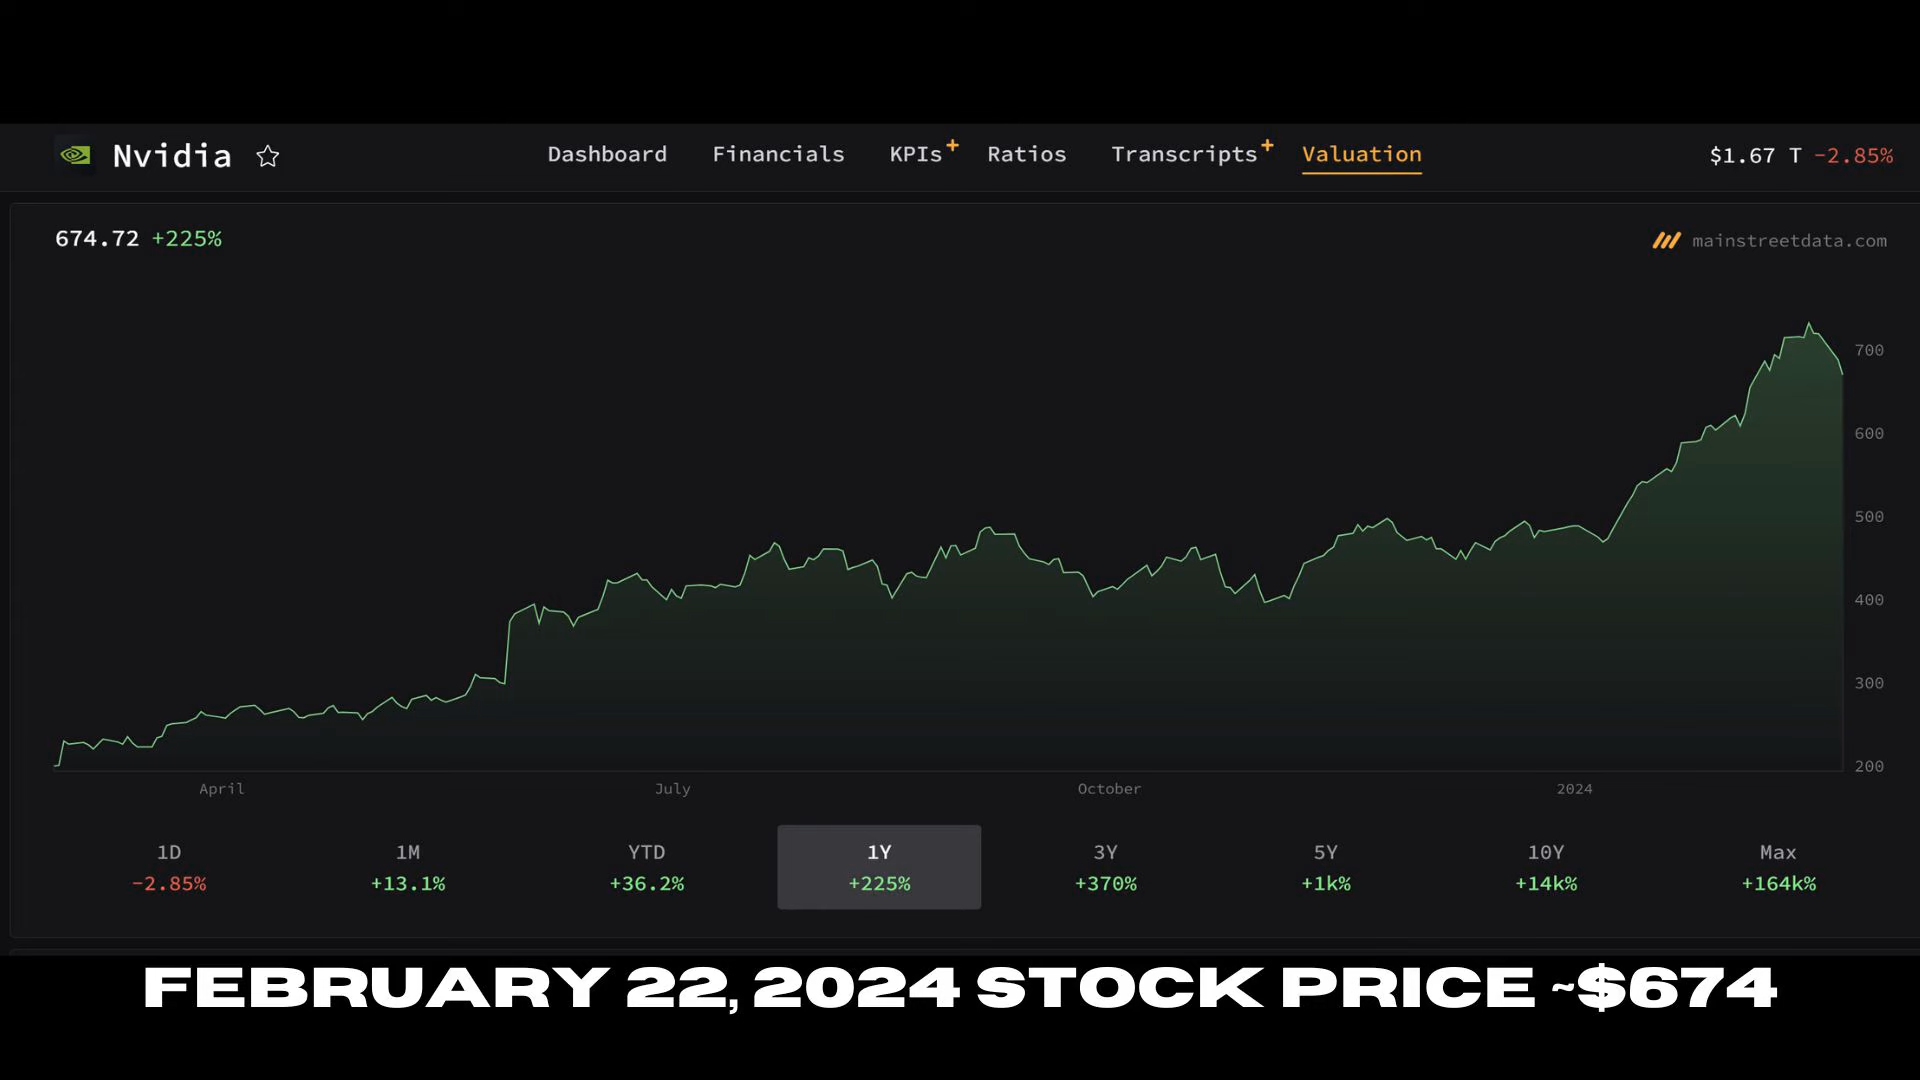 Nvidia Dashboard Financials KPIs+ Ratios Transcripts+ Valuation $1.67 T -2.85%
674.72 +225% mainstreetdata.com
700
600
500
400
300
200
April July October 2024
1D 1M YTD 1Y 3Y 5Y 10Y Max
-2.85% +13.1% +36.2% +225% +370% +1k% +14k% +164k%
FEBRUARY 22, 2024 STOCK PRICE ~$674